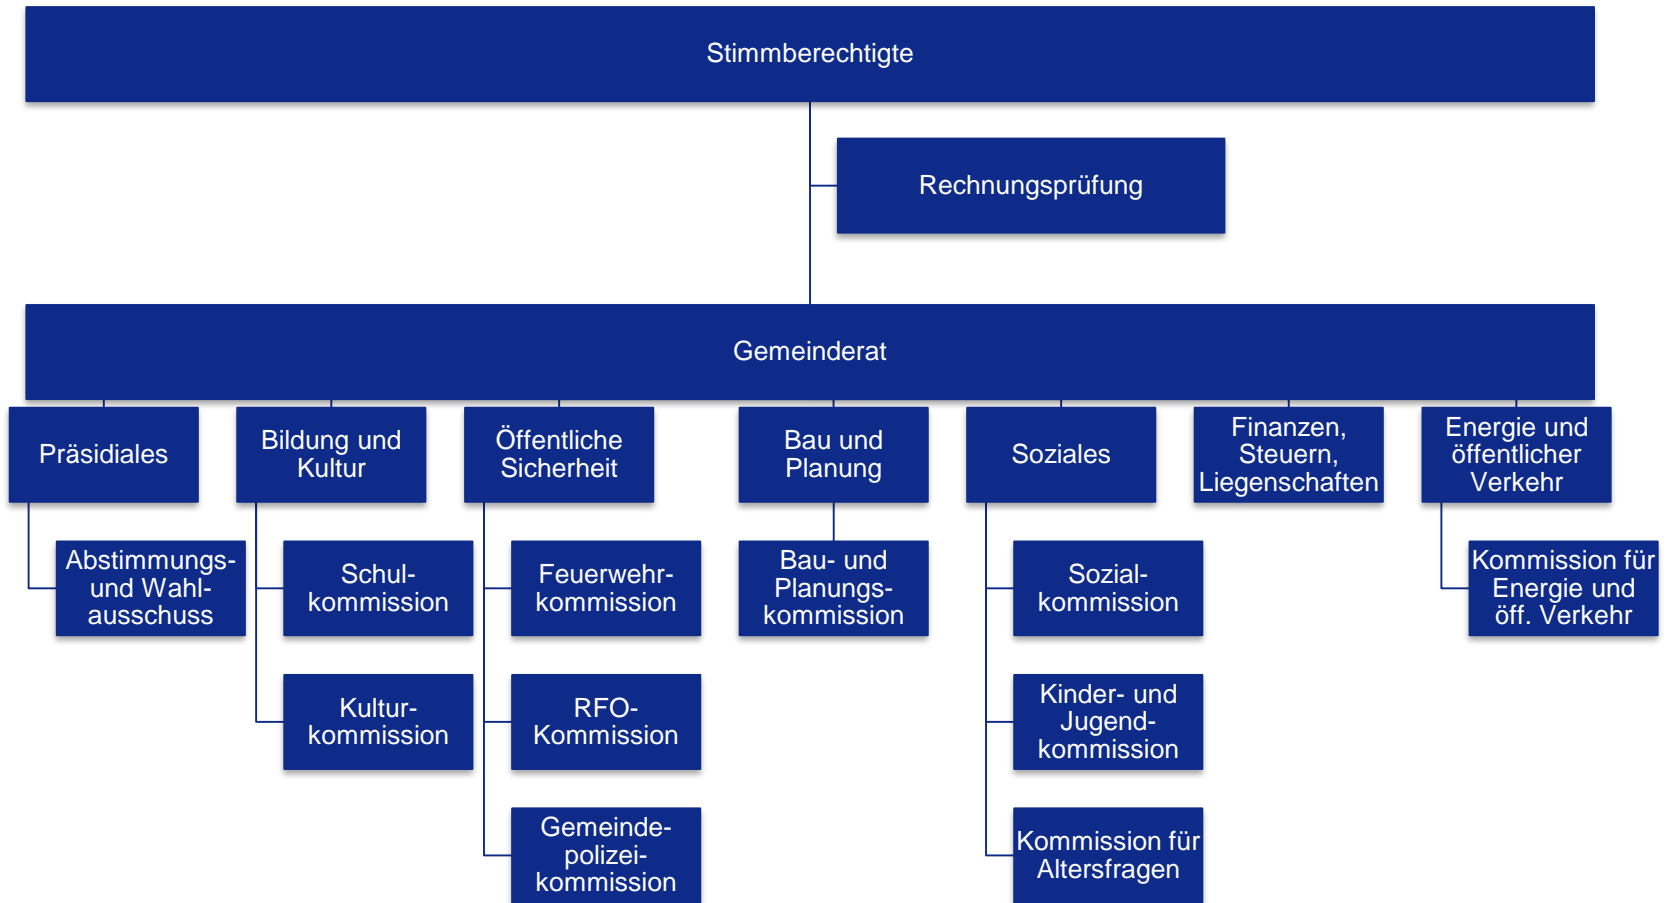 Stimmberechtigte
Rechnungsprüfung
Gemeinderat
Präsidiales
Bildung und
Kultur
Öffentliche
Sicherheit
Bau und
Planung
Soziales
Finanzen,
Steuern,
Liegenschaften
Energie und
öffentlicher
Verkehr
Abstimmungs-
und Wahl-
ausschuss
Schul-
kommission
Feuerwehr-
kommission
Bau- und
Planungs-
kommission
Sozial-
kommission
Kommission für
Energie und
öff. Verkehr
Kultur-
kommission
RFO-
Kommission
Kinder- und
Jugend-
kommission
Gemeinde-
polizei-
kommission
Kommission für
Altersfragen